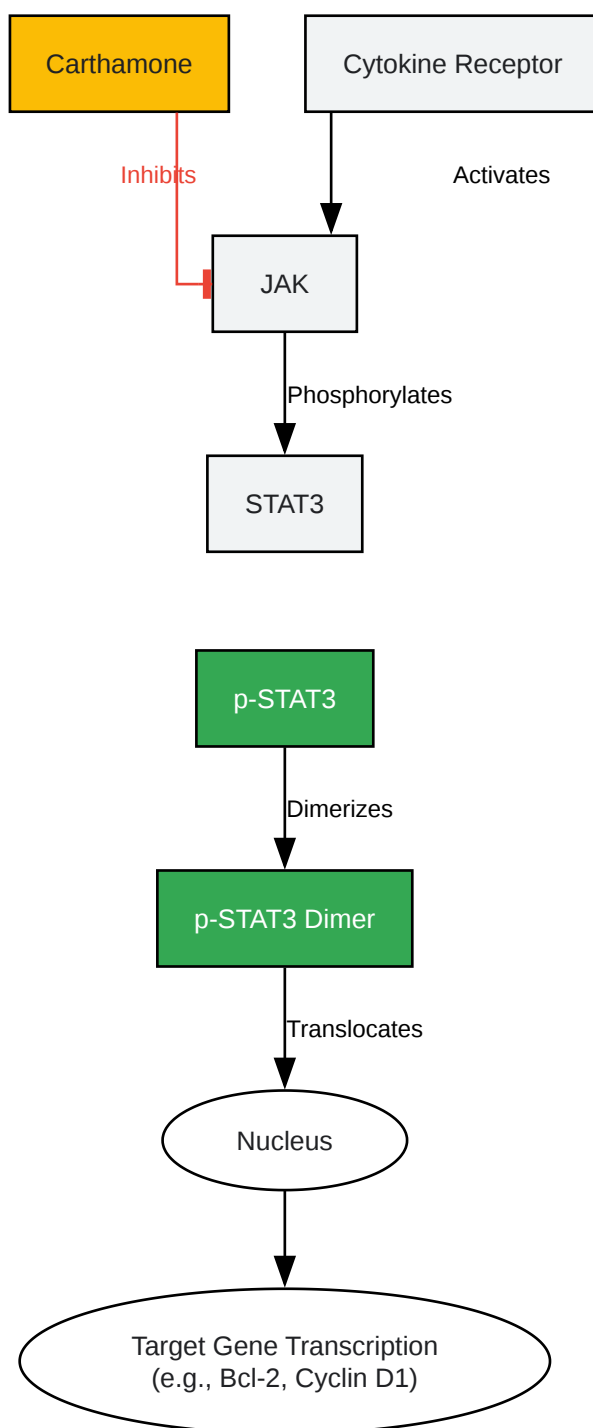 Carthamone
Cytokine Receptor
Inhibits
Activates
JAK
Phosphorylates
STAT3
p-STAT3
Dimerizes
p-STAT3 Dimer
Translocates
Nucleus
Target Gene Transcription
(e.g., Bcl-2, Cyclin D1)